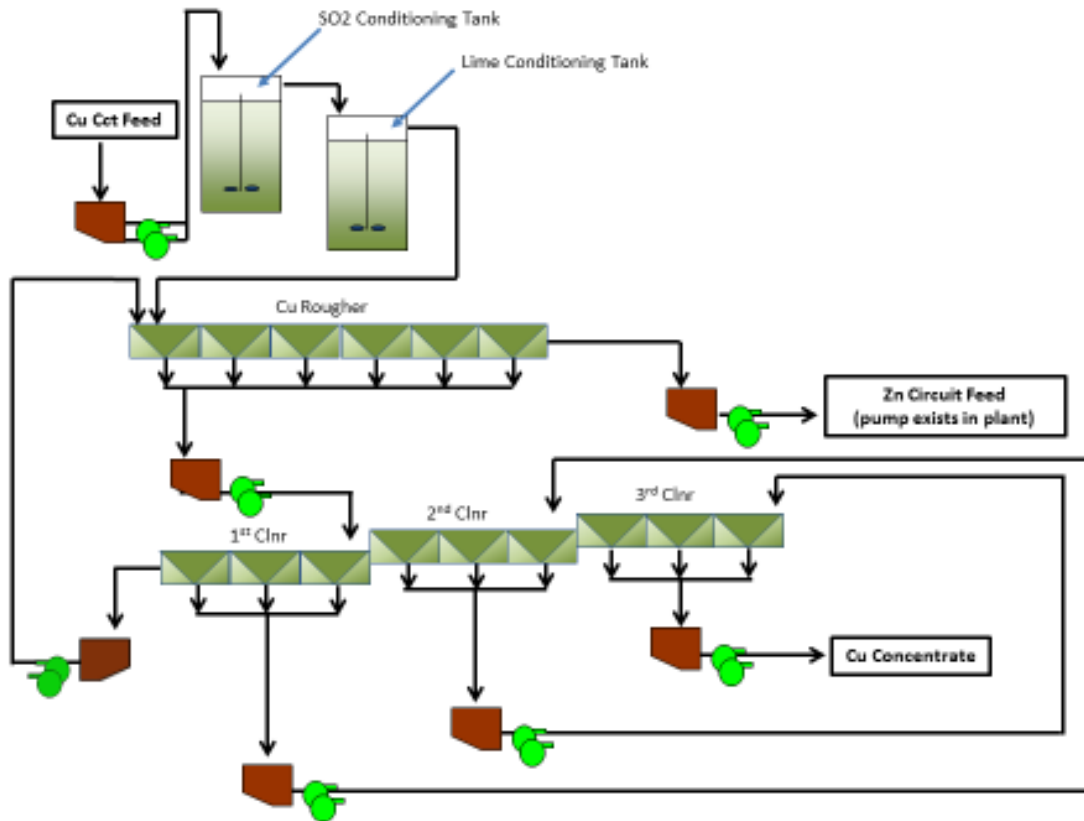 SO2 Conditioning Tank
Lime Conditioning Tank
Cu Cct Feed
Cu Rougher
Zn Circuit Feed
(pump exists in plant)
3rd Clnr
2nd Clnr
1st Clnr
Cu Concentrate